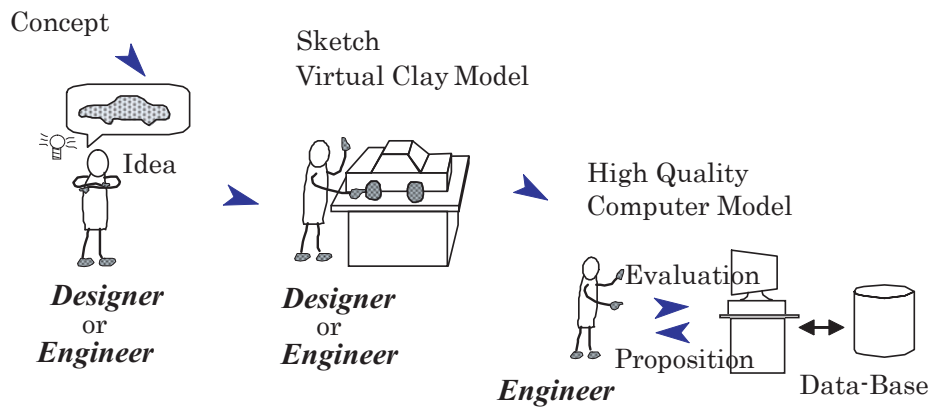 Concept
Idea
Designer
or
Engineer
Sketch
Virtual Clay Model
Designer
or
Engineer
High Quality
Computer Model
Evaluation
Proposition
Engineer
Data-Base